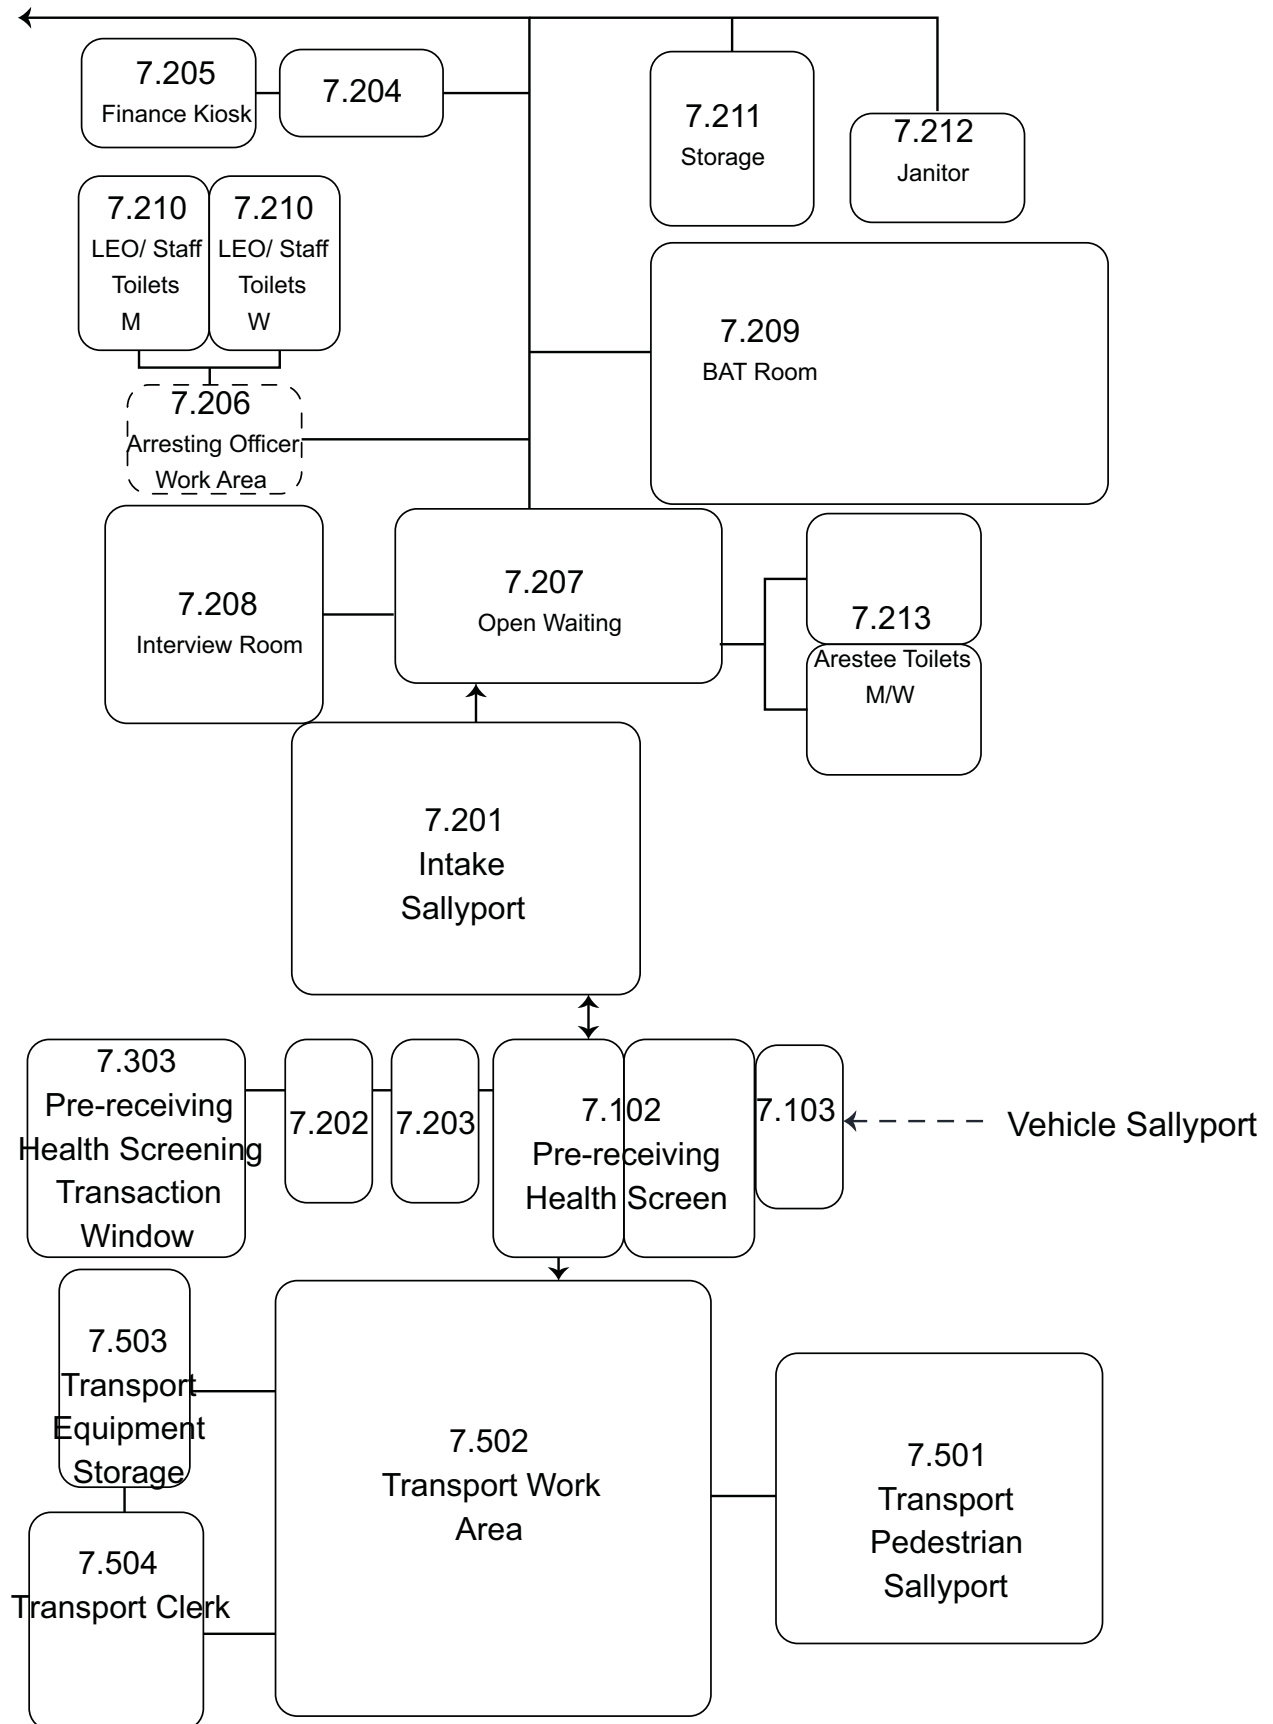 7.205
Finance Kiosk
7.204
7.211
Storage
7.212
Janitor
7.210
LEO/ Staff
Toilets
M
7.210
LEO/ Staff
Toilets
W
7.209
BAT Room
7.206
Arresting Officer
Work Area
7.208
Interview Room
7.207
Open Waiting
7.213
Arestee Toilets
M/W
7.201
Intake
Sallyport
7.303
Pre-receiving
Health Screening
Transaction
Window
7.202
7.203
7.102
Pre-receiving
Health Screen
7.103
Vehicle Sallyport
7.503
Transport
Equipment
Storage
7.502
Transport Work
Area
7.501
Transport
Pedestrian
Sallyport
7.504
Transport Clerk